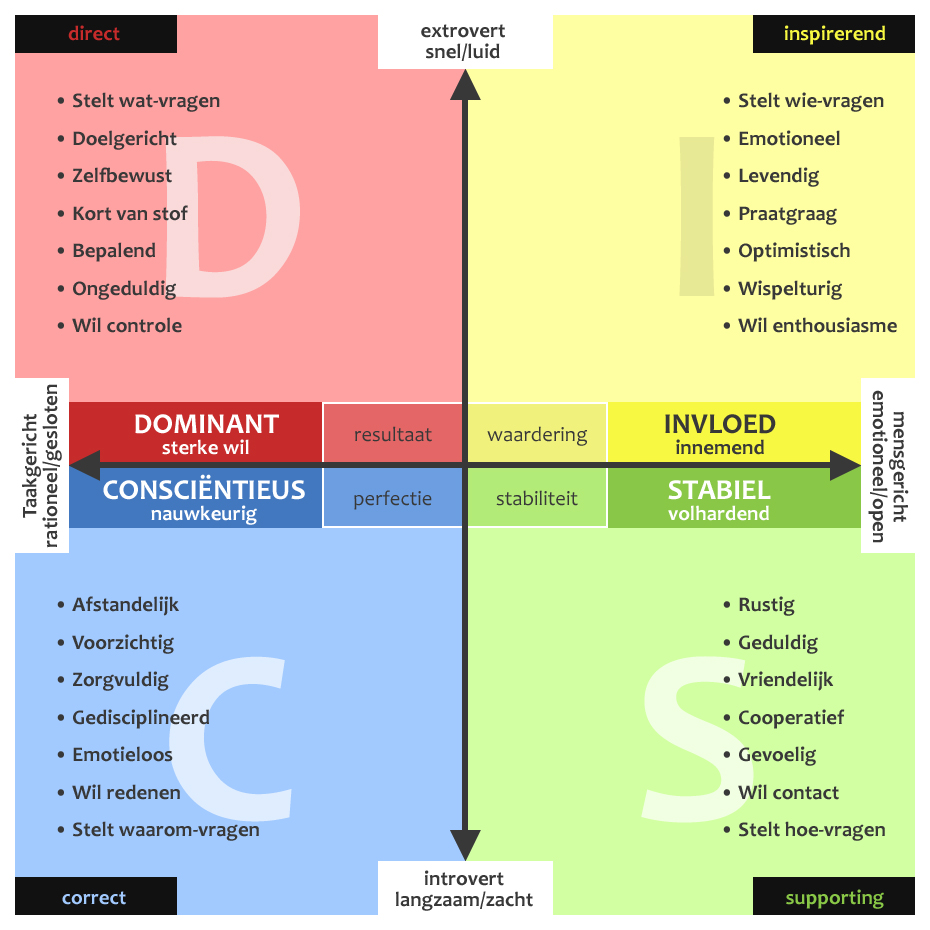 direct
extrovert
snel/luid
inspirerend
• Stelt wat-vragen
• Doelgericht
• Zelfbewust
• Kort van stof
• Bepalend
• Ongeduldig
• Wil controle
D
I
• Stelt wie-vragen
• Emotioneel
• Levendig
• Praatgraag
• Optimistisch
• Wispelturig
• Wil enthousiasme
Taakgericht
rationeel/gesloten
DOMINANT
sterke wil
resultaat
waardering
INVLOED
innemend
mensgericht
emotioneel/open
CONSCIËNTIEUS
nauwkeurig
perfectie
stabiliteit
STABIEL
volhardend
• Afstandelijk
• Voorzichtig
• Zorgvuldig
• Gedisciplineerd
• Emotieloos
• Wil redenen
• Stelt waarom-vragen
C
S
• Rustig
• Geduldig
• Vriendelijk
• Cooperatief
• Gevoelig
• Wil contact
• Stelt hoe-vragen
correct
introvert
langzaam/zacht
supporting